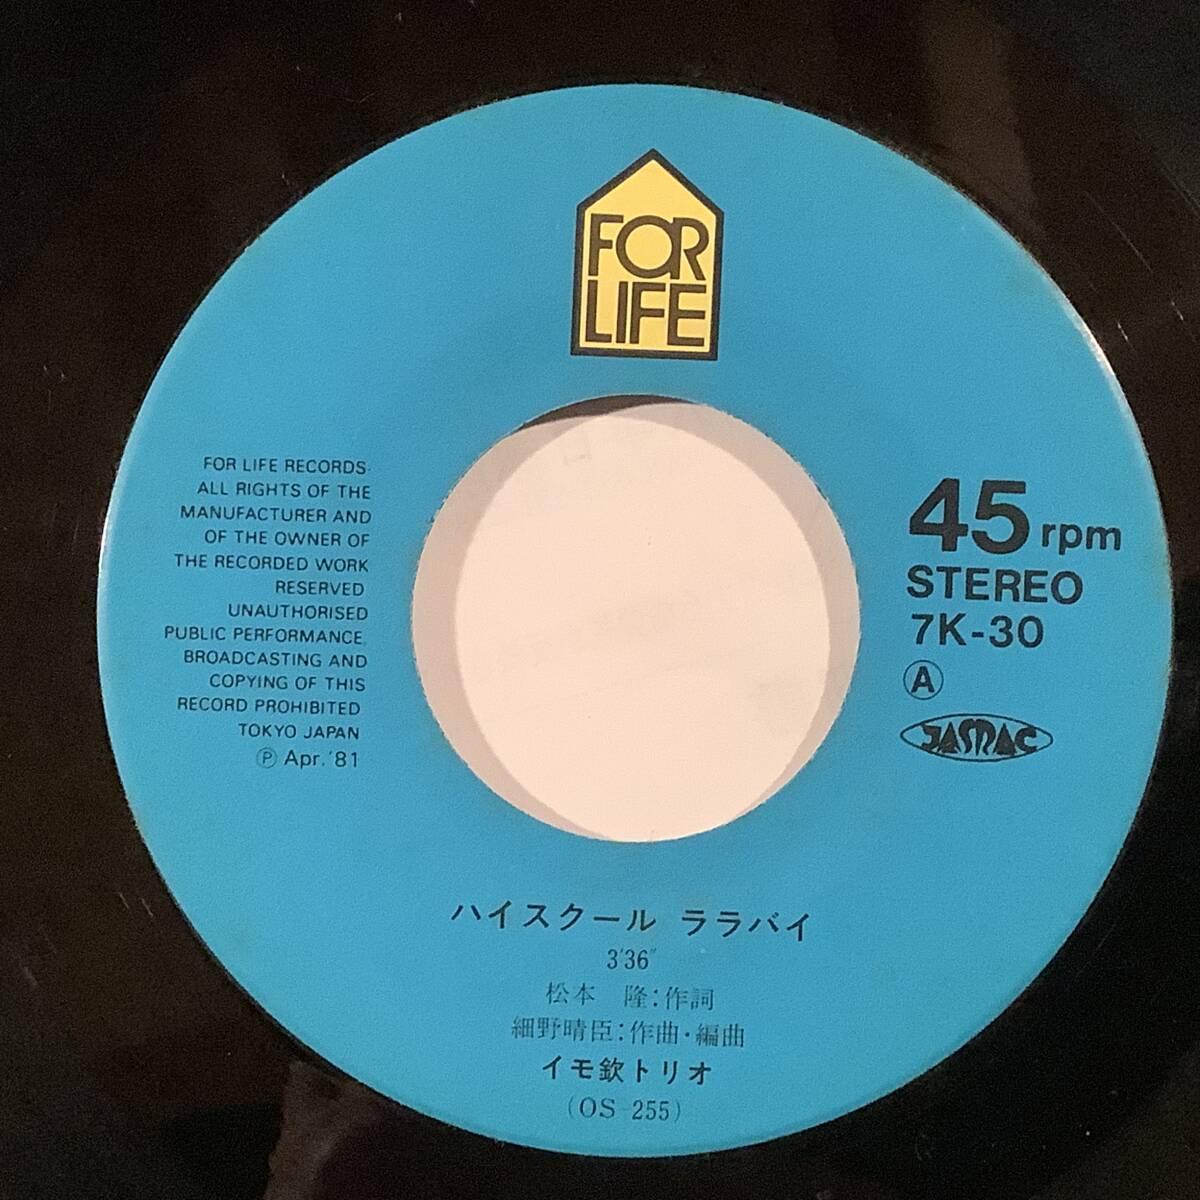 FOR
LIFE
FOR LIFE RECORDS·
ALL RIGHTS OF THE
MANUFACTURER AND
OF THE OWNER OF
THE RECORDED WORK
RESERVED
UNAUTHORISED
PUBLIC PERFORMANCE,
BROADCASTING AND
COPYING OF THIS
RECORD PROHIBITED
TOKYO JAPAN
Ⓟ Apr.'81
45 rpm
STEREO
7K-30
Ⓐ
JASRAC
ハイスクール ララバイ
3'36"
松本 隆:作詞
細野晴臣:作曲・編曲
イモ欽トリオ
(OS-255)